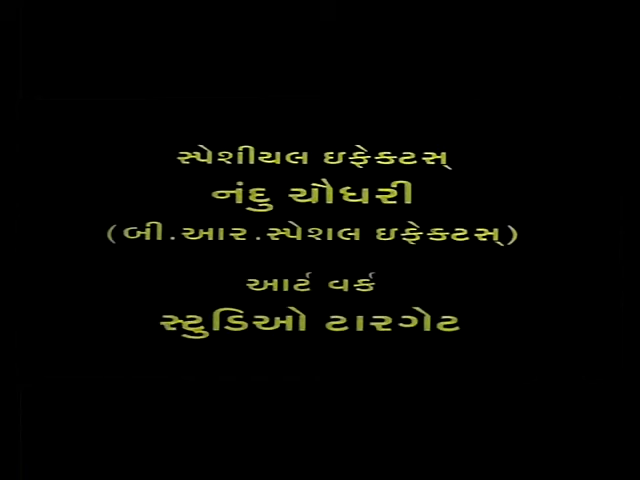 સ્પેશીયલ ઇફેક્ટસ્
નંદુ ચૌધરી
(બી.આર.સ્પેશલ ઇફેક્ટસ્)
આર્ટ વર્ક
સ્ટુડિઓ ટારગેટ